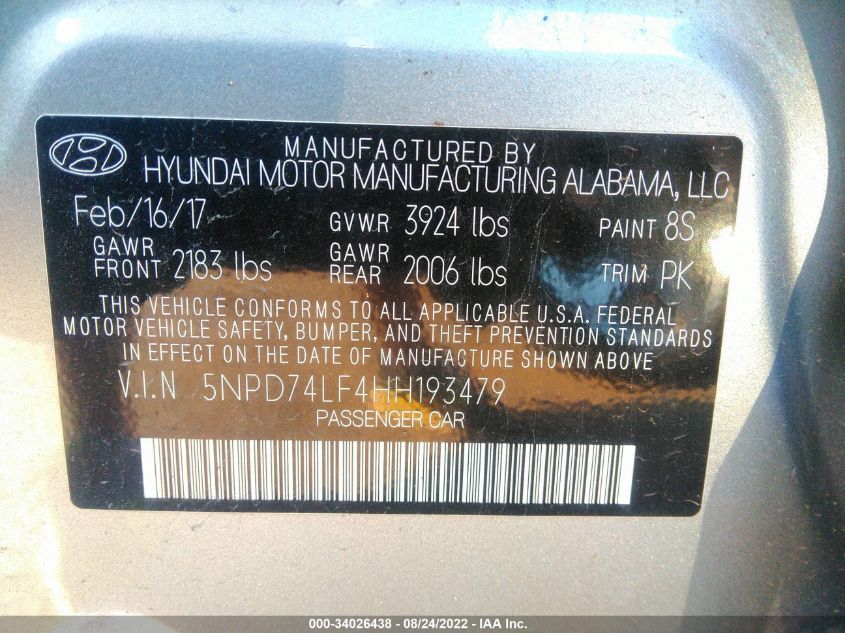 MANUFACTURED BY
HYUNDAI MOTOR MANUFACTURING ALABAMA, LLC
Feb/16/17 GVWR 3924 lbs PAINT 8S
GAWR FRONT 2183 lbs GAWR REAR 2006 lbs TRIM PK
THIS VEHICLE CONFORMS TO ALL APPLICABLE U.S.A. FEDERAL
MOTOR VEHICLE SAFETY, BUMPER, AND THEFT PREVENTION STANDARDS
IN EFFECT ON THE DATE OF MANUFACTURE SHOWN ABOVE
V.I.N 5NPD74LF4HH193479
PASSENGER CAR
000-34026438 - 08/24/2022 - IAA Inc.